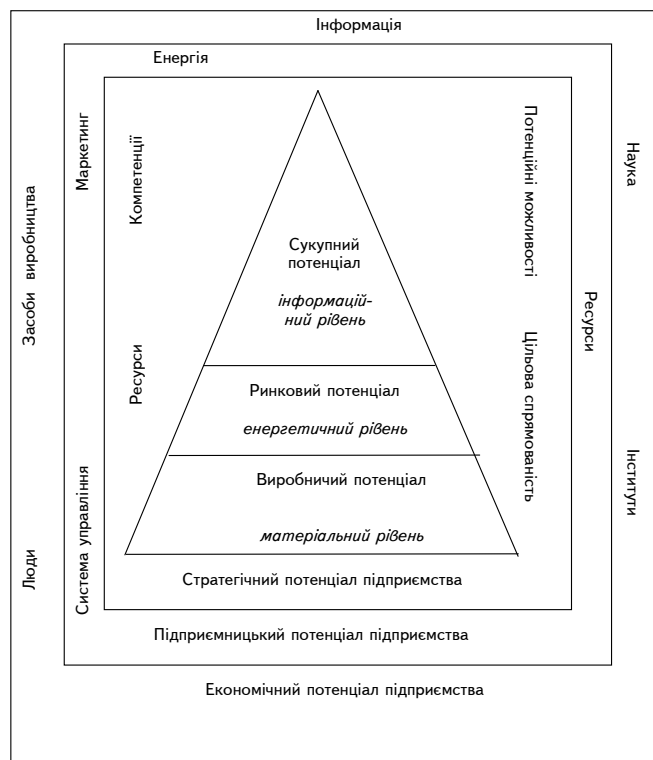 Інформація
Енергія
Засоби виробництва
Люди
Маркетинг
Система управління
Компетенції
Ресурси
Сукупний
потенціал
інформацій-
ний рівень
Ринковий потенціал
енергетичний рівень
Виробничий потенціал
матеріальний рівень
Потенційні можливості
Цільова спрямованість
Ресурси
Наука
Інститути
Стратегічний потенціал підприємства
Підприємницький потенціал підприємства
Економічний потенціал підприємства